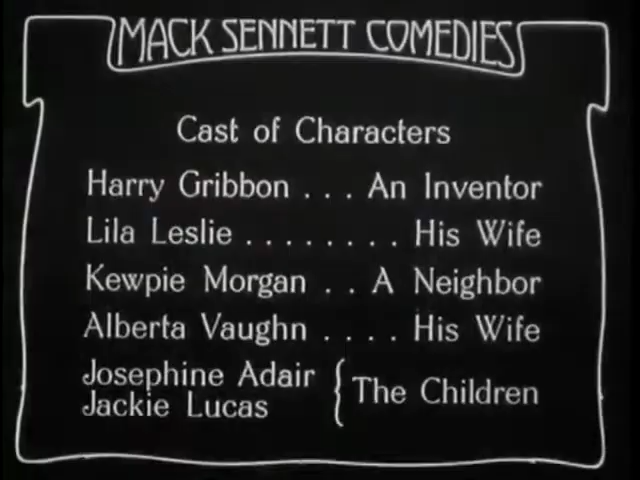 MACK SENNETT COMEDIES
Cast of Characters
Harry Gribbon . . . An Inventor
Lila Leslie . . . . . . . . His Wife
Kewpie Morgan . . A Neighbor
Alberta Vaughn . . . . His Wife
Josephine Adair
Jackie Lucas { The Children